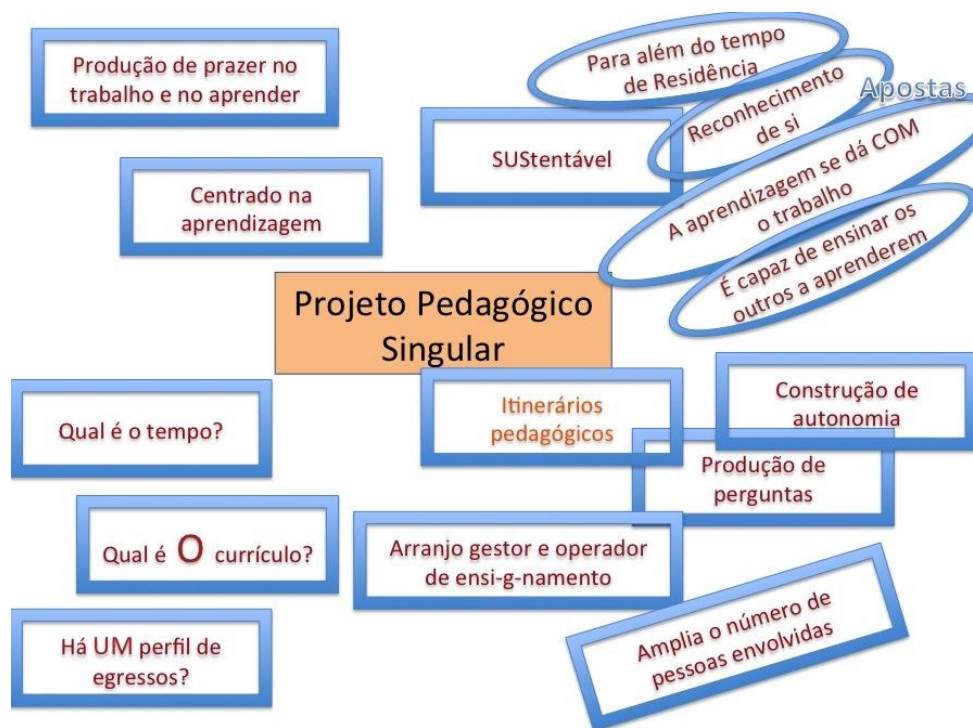 Produção de prazer no
trabalho e no aprender
Para além do tempo
de Residência
Apostas
Reconhecimento
de si
SUStentável
A aprendizagem se dá COM
o trabalho
Centrado na
aprendizagem
É capaz de ensinar os
outros a aprenderem
Projeto Pedagógico
Singular
Itinerários
pedagógicos
Construção de
autonomia
Qual é o tempo?
Produção de
perguntas
Qual é O currículo?
Arranjo gestor e operador
de ensi-g-namento
Há UM perfil de
egressos?
Amplia o número de
pessoas envolvidas